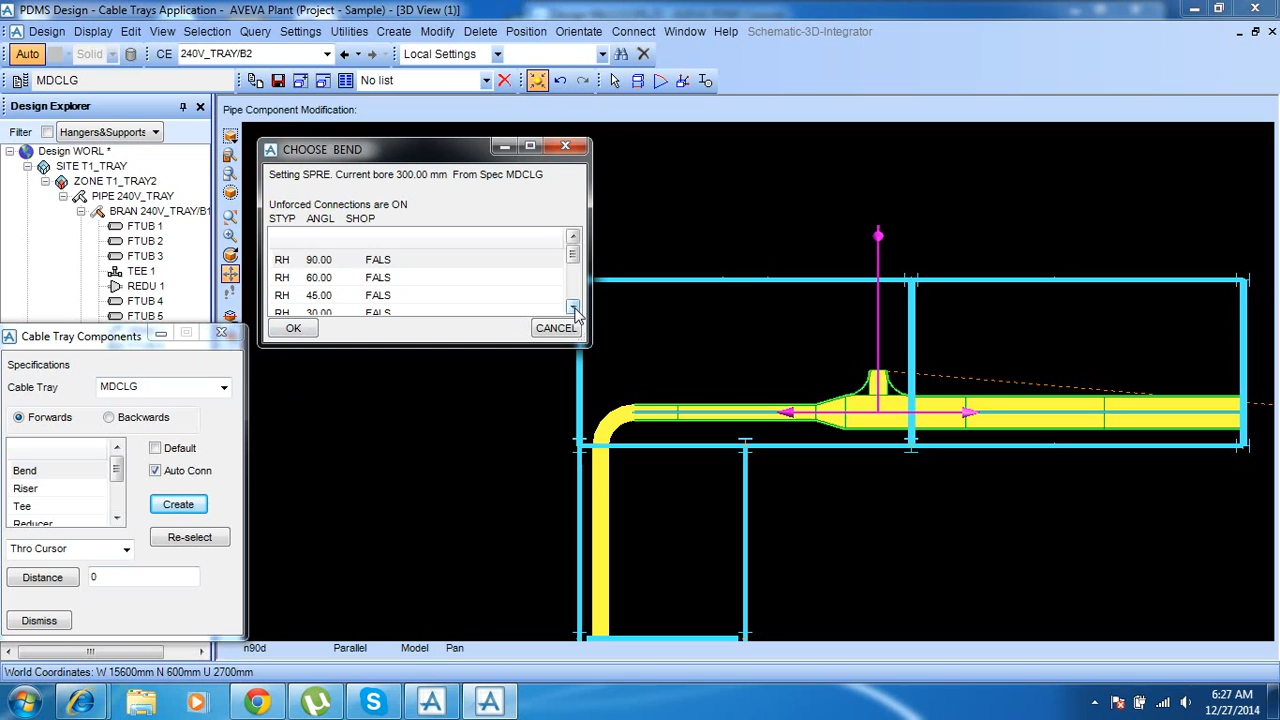 PDMS Design - Cable Trays Application - AVEVA Plant (Project - Sample) - [3D View (1)]
Design Display Edit View Selection Query Settings Utilities Create Modify Delete Position Orientate Connect Window Help Schematic-3D-Integrator
Auto Solid CE 240V_TRAY/B2 Local Settings
MDCLG No list
Design Explorer
Pipe Component Modification:
Filter Hangers&Supports
Design WORL *
SITE T1_TRAY
ZONE T1_TRAY2
PIPE 240V_TRAY
BRAN 240V_TRAY/B1
FTUB 1
FTUB 2
FTUB 3
TEE 1
REDU 1
FTUB 4
FTUB 5
CHOOSE BEND
Setting SPRE. Current bore 300.00 mm From Spec MDCLG
Unforced Connections are ON
STYP ANGL SHOP
RH 90.00 FALS
RH 60.00 FALS
RH 45.00 FALS
RH 30.00 FALS
OK CANCEL
Cable Tray Components
Specifications
Cable Tray MDCLG
Forwards Backwards
Bend
Riser
Tee
Reducer
Default
Auto Conn
Create
Re-select
Thro Cursor
Distance 0
Dismiss
n90d Parallel Model Pan
World Coordinates: W 15600mm N 600mm U 2700mm
6:27 AM
12/27/2014